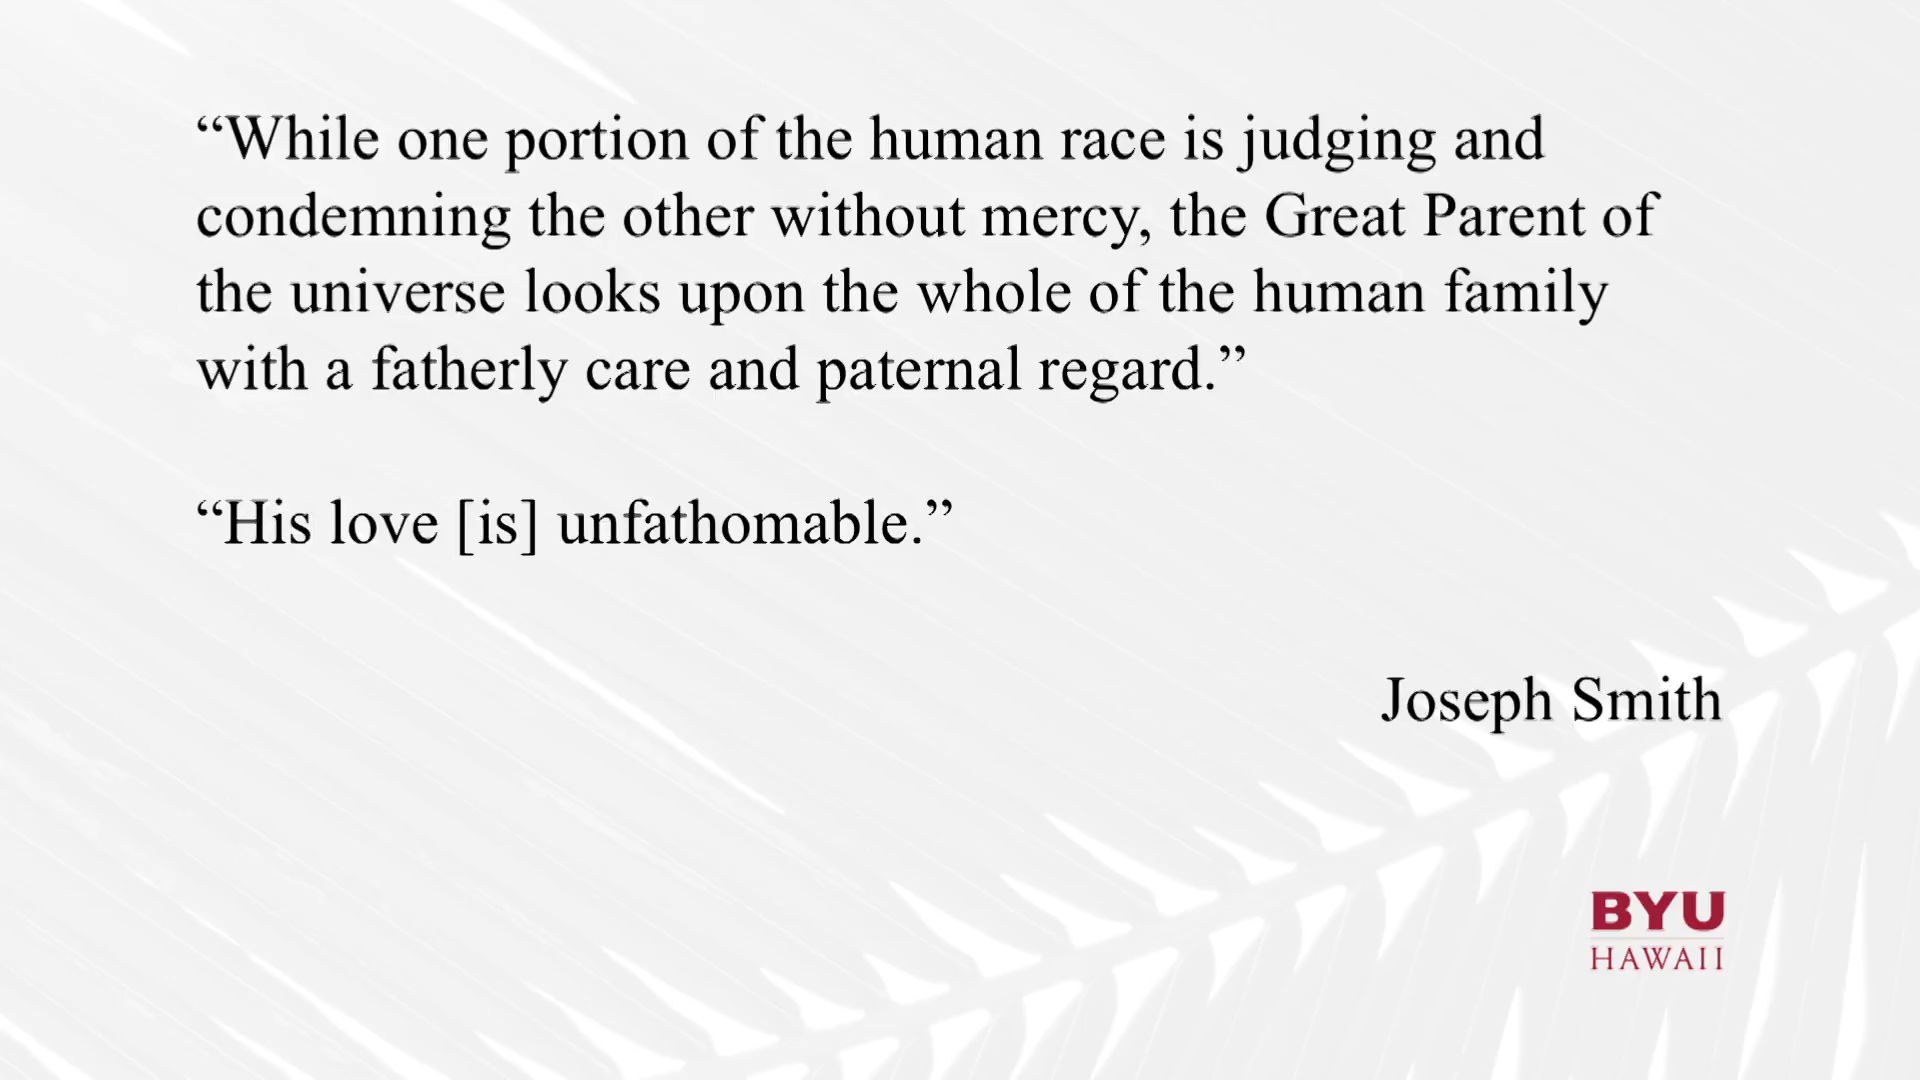 “While one portion of the human race is judging and
condemning the other without mercy, the Great Parent of
the universe looks upon the whole of the human family
with a fatherly care and paternal regard.”
“His love [is] unfathomable.”
Joseph Smith
BYU
HAWAII